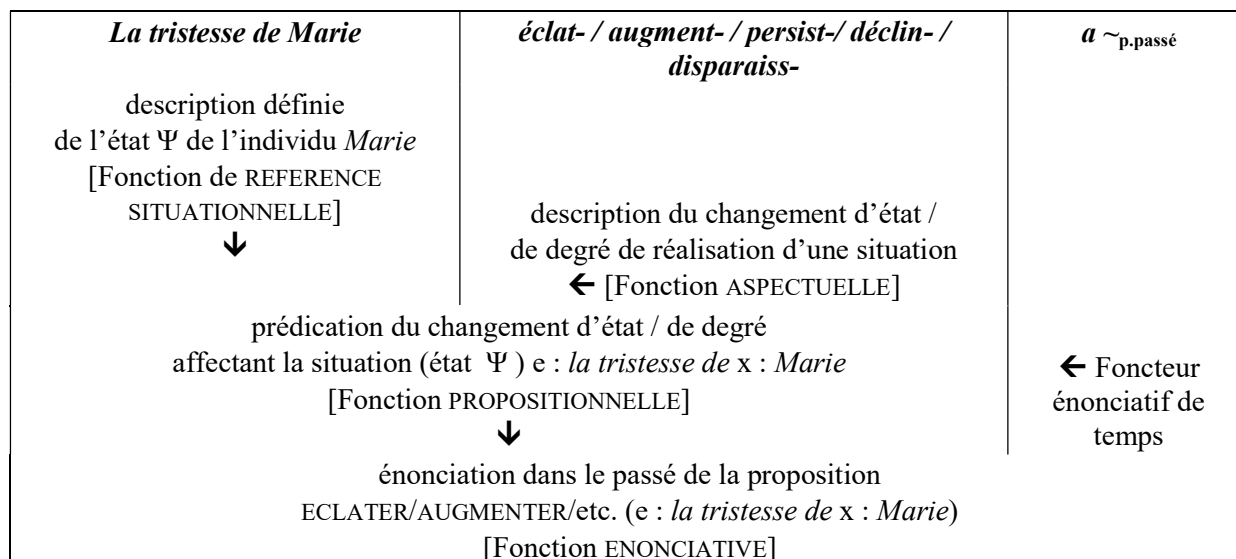 La tristesse de Marie
éclat- / augment- / persist-/ déclin- /
disparaiss-
a ~p.passé
description définie
de l’état Ψ de l’individu Marie
[Fonction de REFERENCE
SITUATIONNELLE]
🡫
description du changement d’état /
de degré de réalisation d’une situation
🡨 [Fonction ASPECTUELLE]
prédication du changement d’état / de degré
affectant la situation (état Ψ ) e : la tristesse de x : Marie
[Fonction PROPOSITIONNELLE]
🡫
🡨 Foncteur
énonciatif de
temps
énonciation dans le passé de la proposition
ECLATER/AUGMENTER/etc. (e : la tristesse de x : Marie)
[Fonction ENONCIATIVE]